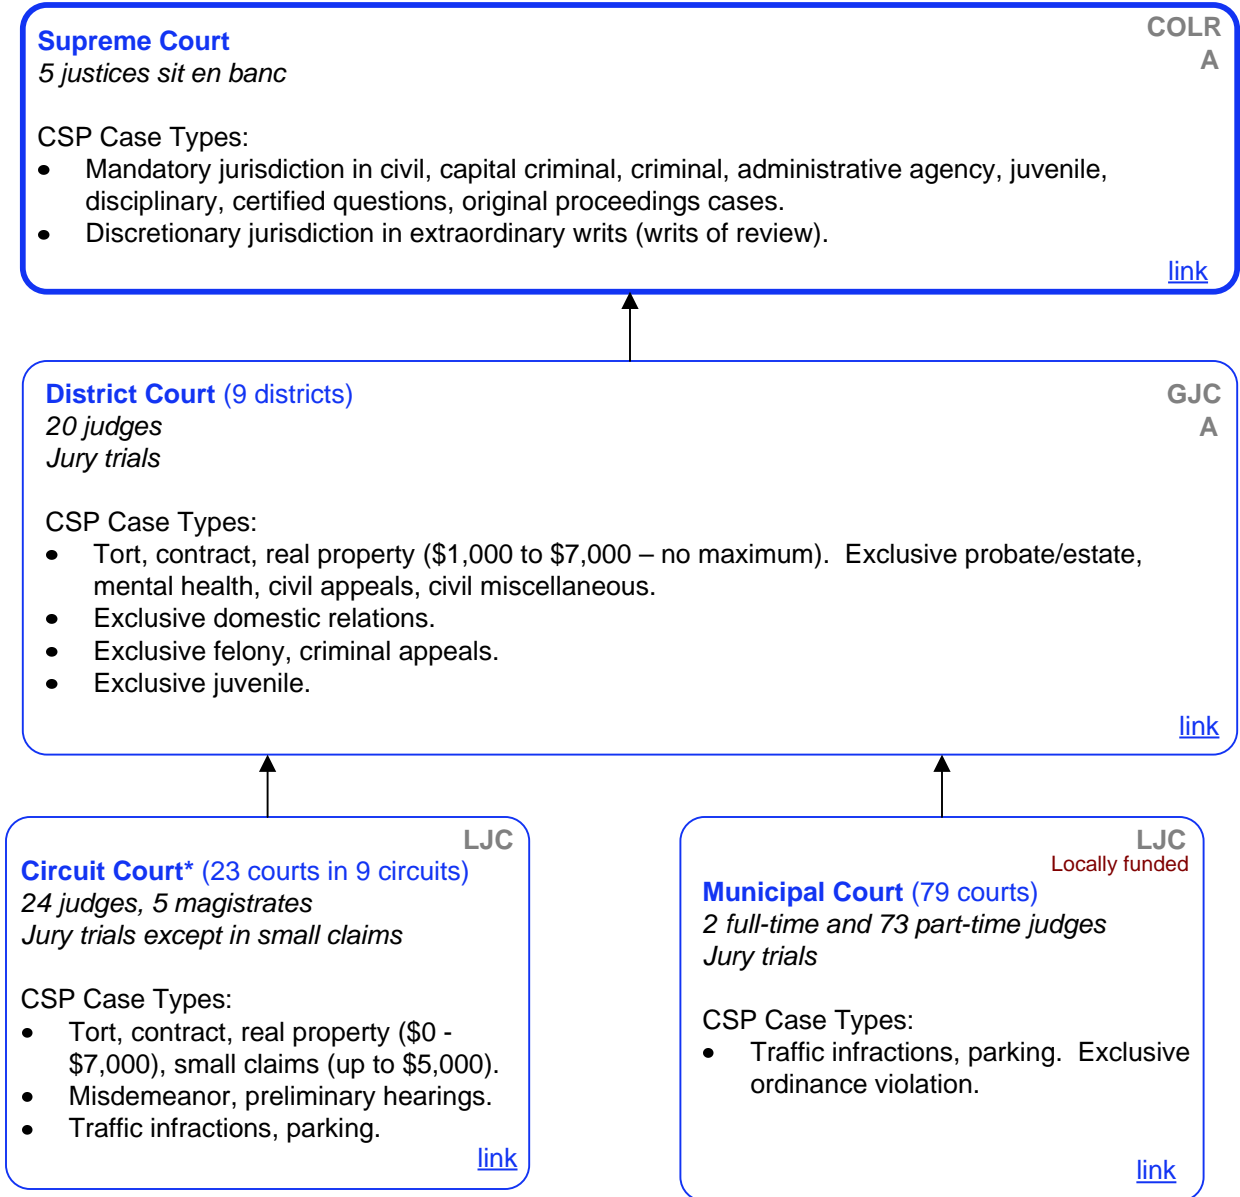 COLR
Supreme Court
A
5 justices sit en banc
CSP Case Types:
• Mandatory jurisdiction in civil, capital criminal, criminal, administrative agency, juvenile,
disciplinary, certified questions, original proceedings cases.
• Discretionary jurisdiction in extraordinary writs (writs of review).
link
District Court (9 districts)
GJC
20 judges
A
Jury trials
CSP Case Types:
• Tort, contract, real property ($1,000 to $7,000 – no maximum). Exclusive probate/estate,
mental health, civil appeals, civil miscellaneous.
• Exclusive domestic relations.
• Exclusive felony, criminal appeals.
• Exclusive juvenile.
link
LJC
Circuit Court* (23 courts in 9 circuits)
24 judges, 5 magistrates
Jury trials except in small claims
CSP Case Types:
• Tort, contract, real property ($0 -
$7,000), small claims (up to $5,000).
• Misdemeanor, preliminary hearings.
• Traffic infractions, parking.
link
LJC
Locally funded
Municipal Court (79 courts)
2 full-time and 73 part-time judges
Jury trials
CSP Case Types:
• Traffic infractions, parking. Exclusive
ordinance violation.
link